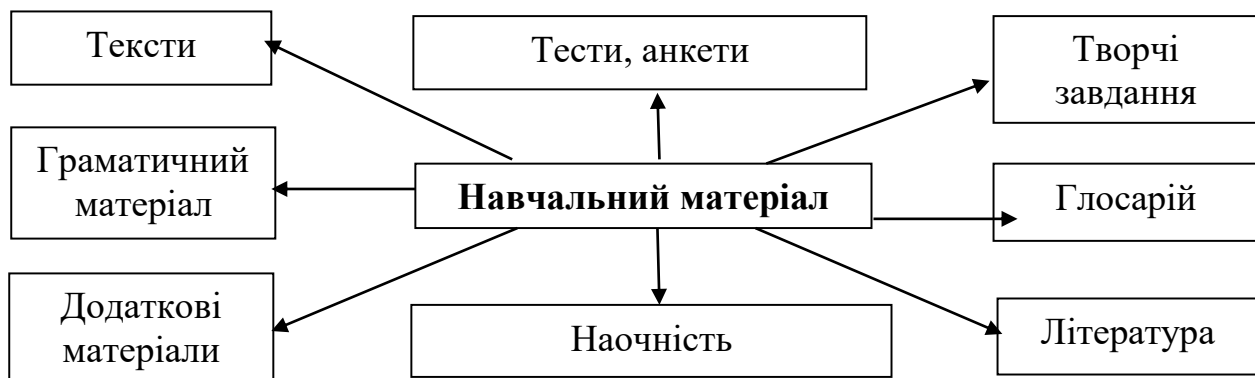 Тексти
Тести, анкети
Творчі
завдання
Граматичний
матеріал
Навчальний матеріал
Глосарій
Додаткові
матеріали
Наочність
Література